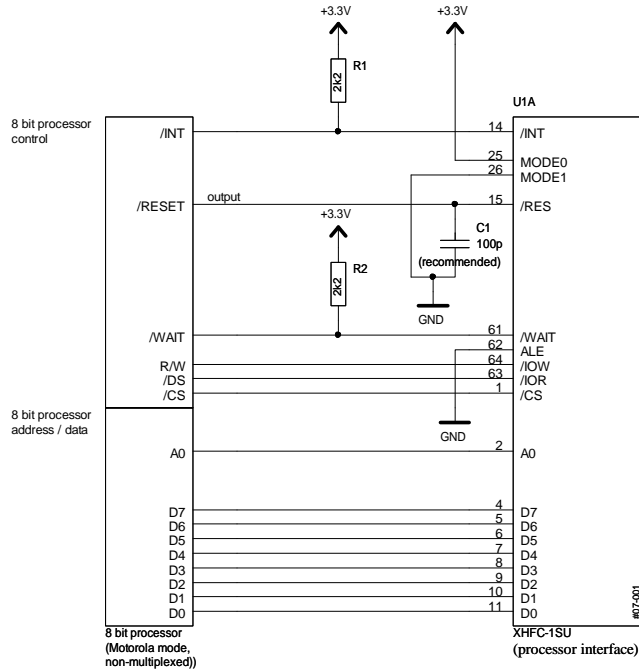 +3.3V
+3.3V
R1
2k2
U1A
8 bit processor
control
/INT
14
/INT
25
MODE0
26
MODE1
/RESET
output
15
/RES
+3.3V
C1
100p
(recommended)
R2
2k2
GND
/WAIT
61
/WAIT
62
ALE
R/W
64
/IOW
/DS
63
/IOR
/CS
1
/CS
8 bit processor
address / data
GND
A0
2
A0
D7
4
D7
D6
5
D6
D5
6
D5
D4
7
D4
D3
8
D3
D2
9
D2
D1
10
D1
D0
11
D0
#07-001
8 bit processor
(Motorola mode,
non-multiplexed))
XHFC-1SU
(processor interface)